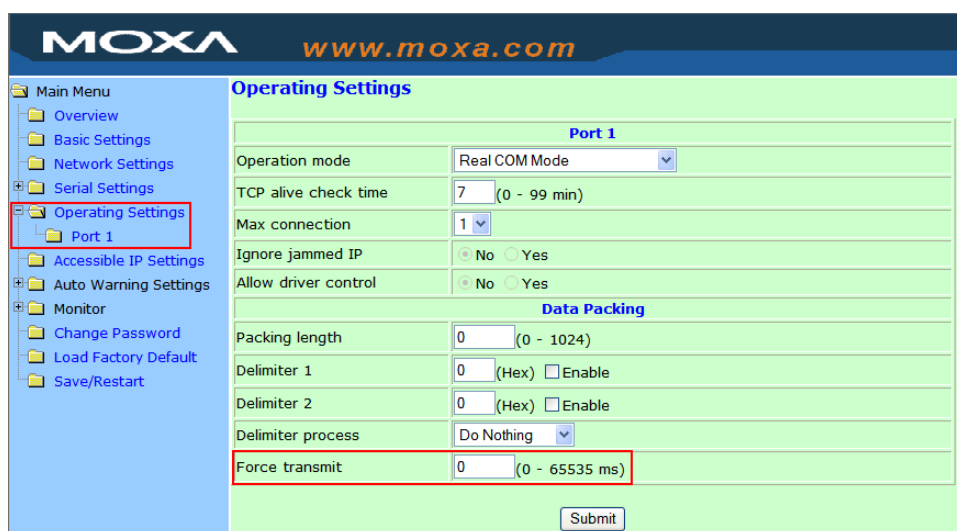 MOXA www.moxa.com
Main Menu
Overview
Basic Settings
Network Settings
Serial Settings
Operating Settings
Port 1
Accessible IP Settings
Auto Warning Settings
Monitor
Change Password
Load Factory Default
Save/Restart
Operating Settings
Port 1
Operation mode Real COM Mode
TCP alive check time 7 (0 - 99 min)
Max connection 1
Ignore jammed IP No Yes
Allow driver control No Yes
Data Packing
Packing length 0 (0 - 1024)
Delimiter 1 0 (Hex) Enable
Delimiter 2 0 (Hex) Enable
Delimiter process Do Nothing
Force transmit 0 (0 - 65535 ms)
Submit